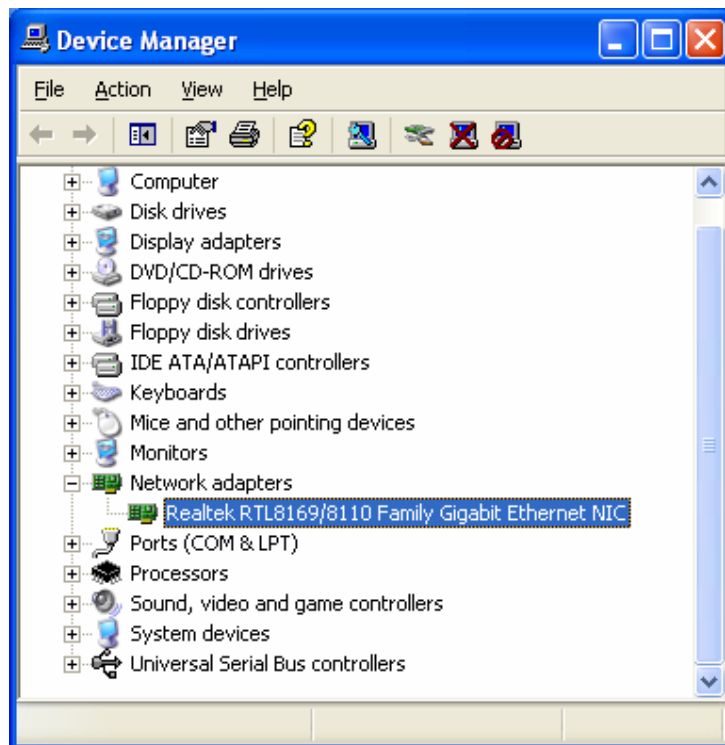 Device Manager
File Action View Help
Computer
Disk drives
Display adapters
DVD/CD-ROM drives
Floppy disk controllers
Floppy disk drives
IDE ATA/ATAPI controllers
Keyboards
Mice and other pointing devices
Monitors
Network adapters
Realtek RTL8169/8110 Family Gigabit Ethernet NIC
Ports (COM & LPT)
Processors
Sound, video and game controllers
System devices
Universal Serial Bus controllers